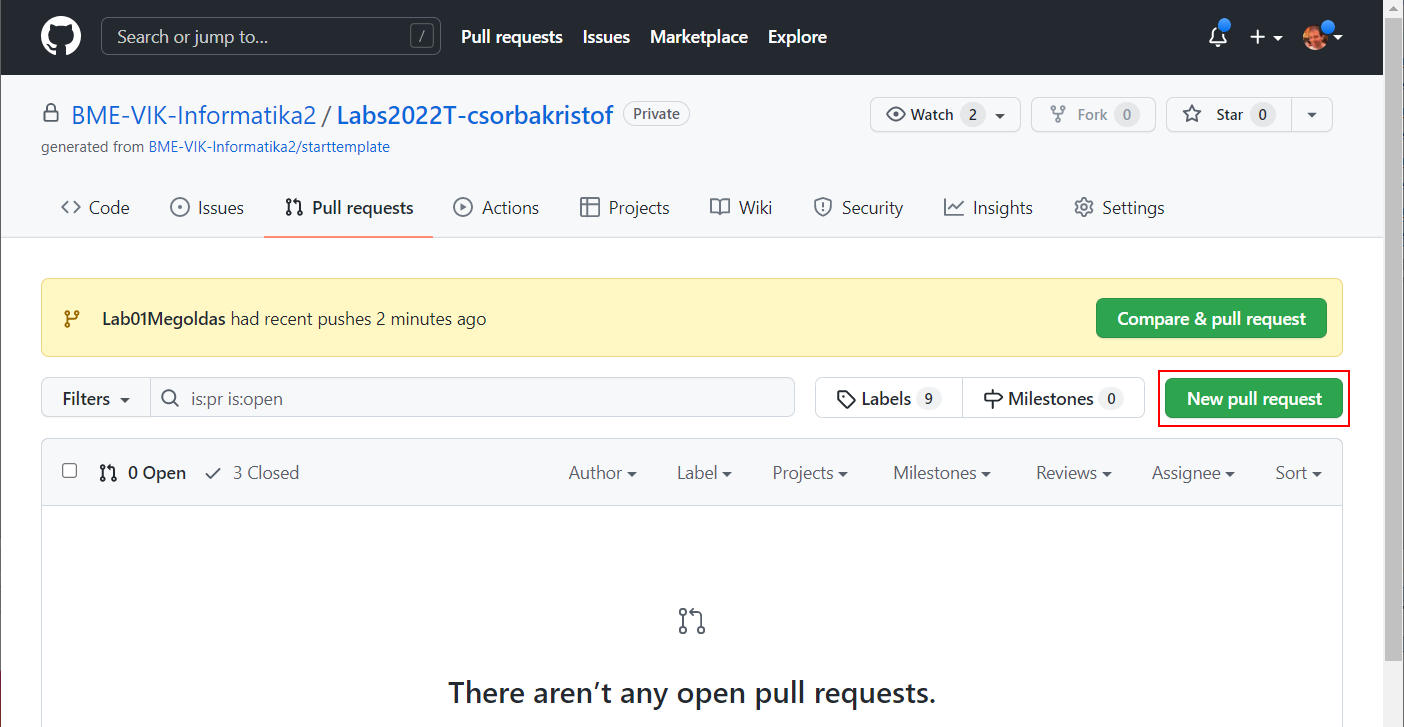 Search or jump to... / Pull requests Issues Marketplace Explore
BME-VIK-Informatika2 / Labs2022T-csorbakristof Private Watch 2 Fork 0 Star 0
generated from BME-VIK-Informatika2/starttemplate
Code Issues Pull requests Actions Projects Wiki Security Insights Settings
Lab01Megoldas had recent pushes 2 minutes ago Compare & pull request
Filters is:pr is:open Labels 9 Milestones 0 New pull request
0 Open 3 Closed Author Label Projects Milestones Reviews Assignee Sort
There aren’t any open pull requests.